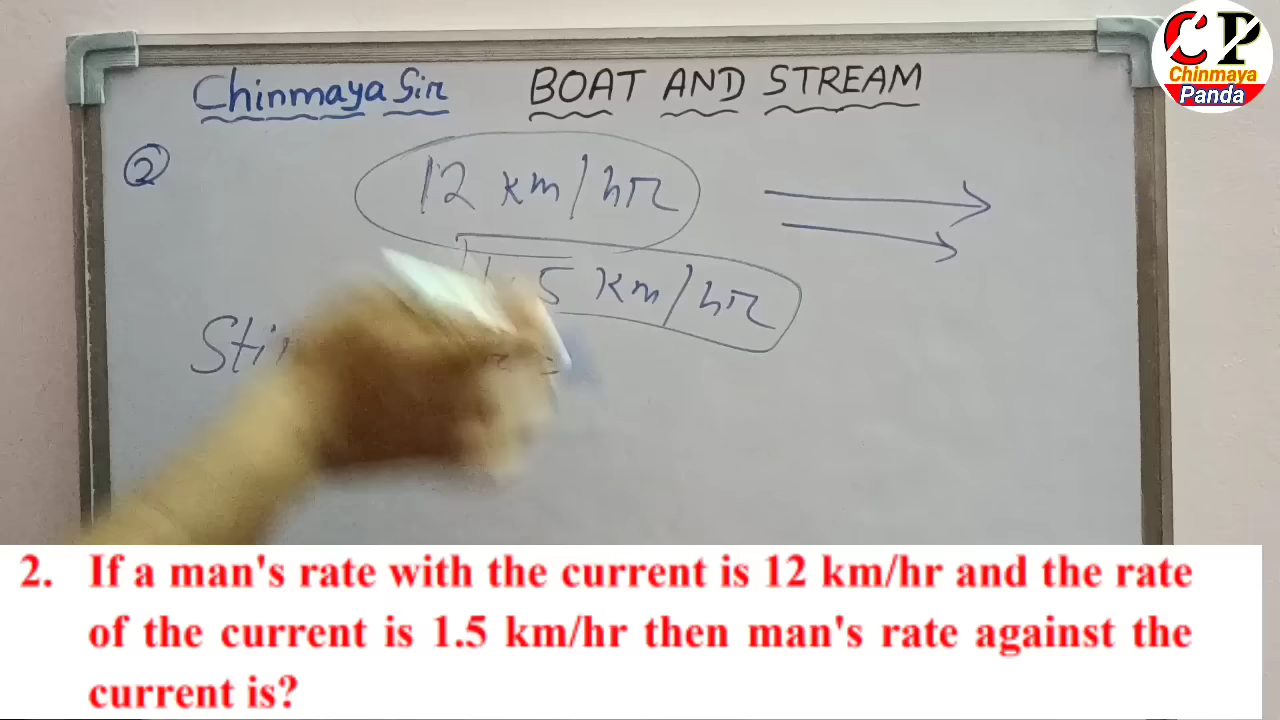 CP
Chinmaya
Panda
Chinmaya Sir BOAT AND STREAM
2
12 km/hr
5 km/hr
2. If a man's rate with the current is 12 km/hr and the rate
of the current is 1.5 km/hr then man's rate against the
current is?